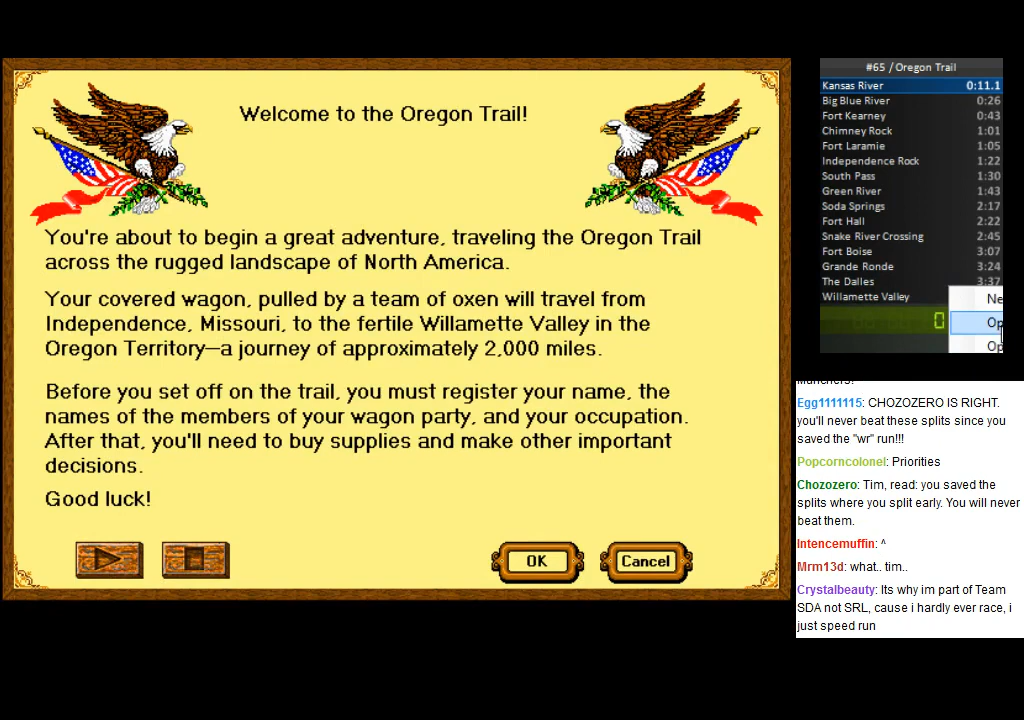 Welcome to the Oregon Trail!
You're about to begin a great adventure, traveling the Oregon Trail
across the rugged landscape of North America.
Your covered wagon, pulled by a team of oxen will travel from
Independence, Missouri, to the fertile Willamette Valley in the
Oregon Territory—a journey of approximately 2,000 miles.
Before you set off on the trail, you must register your name, the
names of the members of your wagon party, and your occupation.
After that, you'll need to buy supplies and make other important
decisions.
Good luck!
OK
Cancel
#65 / Oregon Trail
Kansas River 0:11.1
Big Blue River 0:26
Fort Kearney 0:43
Chimney Rock 1:01
Fort Laramie 1:05
Independence Rock 1:22
South Pass 1:30
Green River 1:43
Soda Springs 2:17
Fort Hall 2:22
Snake River Crossing 2:45
Fort Boise 3:07
Grande Ronde 3:24
The Dalles 3:37
Willamette Valley
0
Ne
Op
Op
Egg1111115: CHOZOZERO IS RIGHT.
you'll never beat these splits since you
saved the "wr" run!!!
Popcorncolonel: Priorities
Chozozero: Tim, read: you saved the
splits where you split early. You will never
beat them.
Intencemuffin: ^
Mrm13d: what.. tim..
Crystalbeauty: Its why im part of Team
SDA not SRL, cause i hardly ever race, i
just speed run